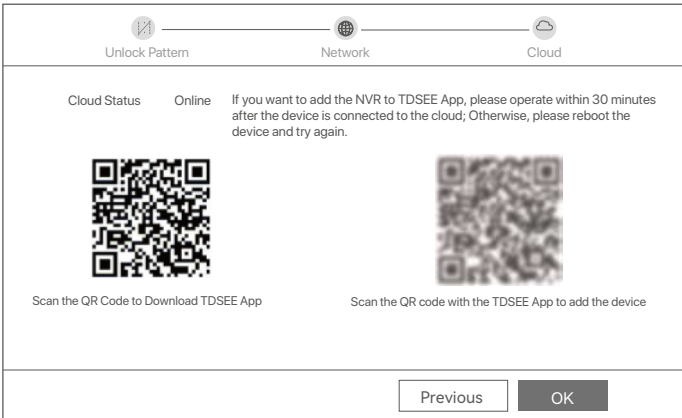 Unlock Pattern
Network
Cloud
Cloud Status
Online
If you want to add the NVR to TDSEE App, please operate within 30 minutes
after the device is connected to the cloud; Otherwise, please reboot the
device and try again.
Scan the QR Code to Download TDSEE App
Scan the QR code with the TDSEE App to add the device
Previous
OK